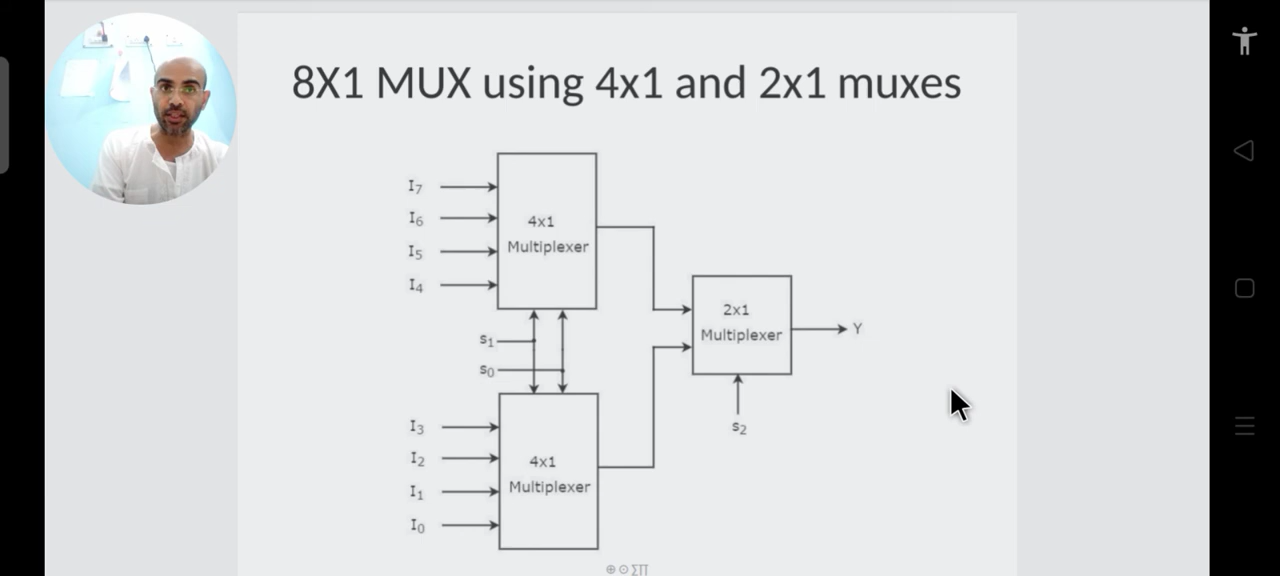 8X1 MUX using 4x1 and 2x1 muxes
I7
I6
I5
I4
4x1
Multiplexer
s1
s0
I3
I2
I1
I0
4x1
Multiplexer
2x1
Multiplexer
Y
s2